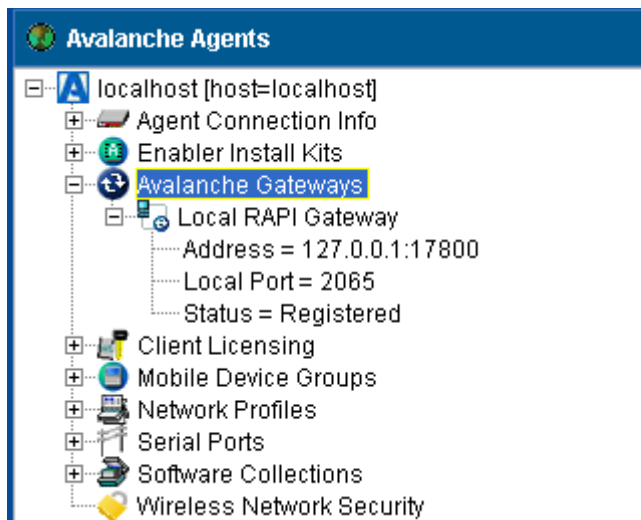 Avalanche Agents
localhost [host=localhost]
Agent Connection Info
Enabler Install Kits
Avalanche Gateways
Local RAPI Gateway
Address = 127.0.0.1:17800
Local Port = 2065
Status = Registered
Client Licensing
Mobile Device Groups
Network Profiles
Serial Ports
Software Collections
Wireless Network Security